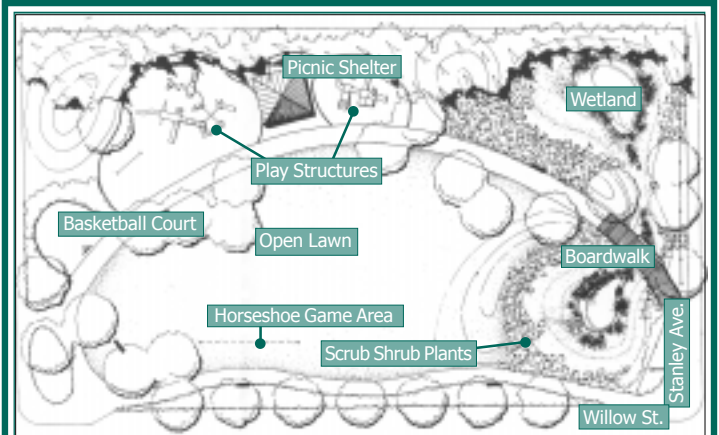 Picnic Shelter
Wetland
Play Structures
Basketball Court
Open Lawn
Boardwalk
Horseshoe Game Area
Scrub Shrub Plants
Stanley Ave.
Willow St.